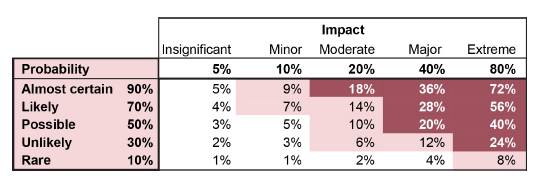 Impact
Insignificant Minor Moderate Major Extreme
Probability 5% 10% 20% 40% 80%
Almost certain 90% 5% 9% 18% 36% 72%
Likely 70% 4% 7% 14% 28% 56%
Possible 50% 3% 5% 10% 20% 40%
Unlikely 30% 2% 3% 6% 12% 24%
Rare 10% 1% 1% 2% 4% 8%